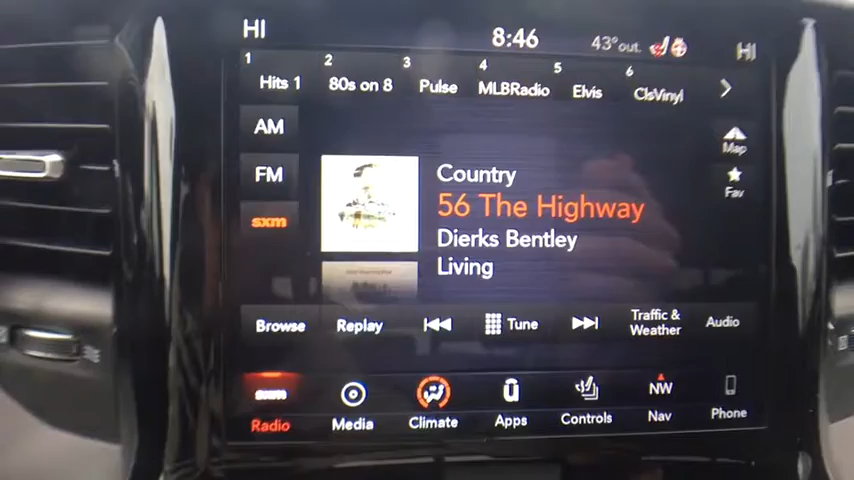 HI 8:46 43°out. HI
1 2 3 4 5 6
Hits 1 80s on 8 Pulse MLBRadio Elvis ClsVinyl
AM
FM
sxm
Country
56 The Highway
Dierks Bentley
Living
Map
Fav
Browse Replay Tune Traffic & Weather Audio
sxm NW
Radio Media Climate Apps Controls Nav Phone